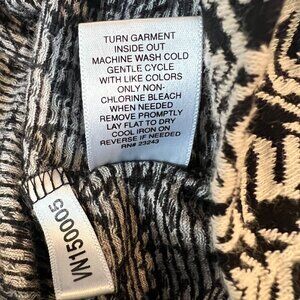 TURN GARMENT
INSIDE OUT
MACHINE WASH COLD
GENTLE CYCLE
WITH LIKE COLORS
ONLY NON-
CHLORINE BLEACH
WHEN NEEDED
REMOVE PROMPTLY
LAY FLAT TO DRY
COOL IRON ON
REVERSE IF NEEDED
RN# 23243
VN150005